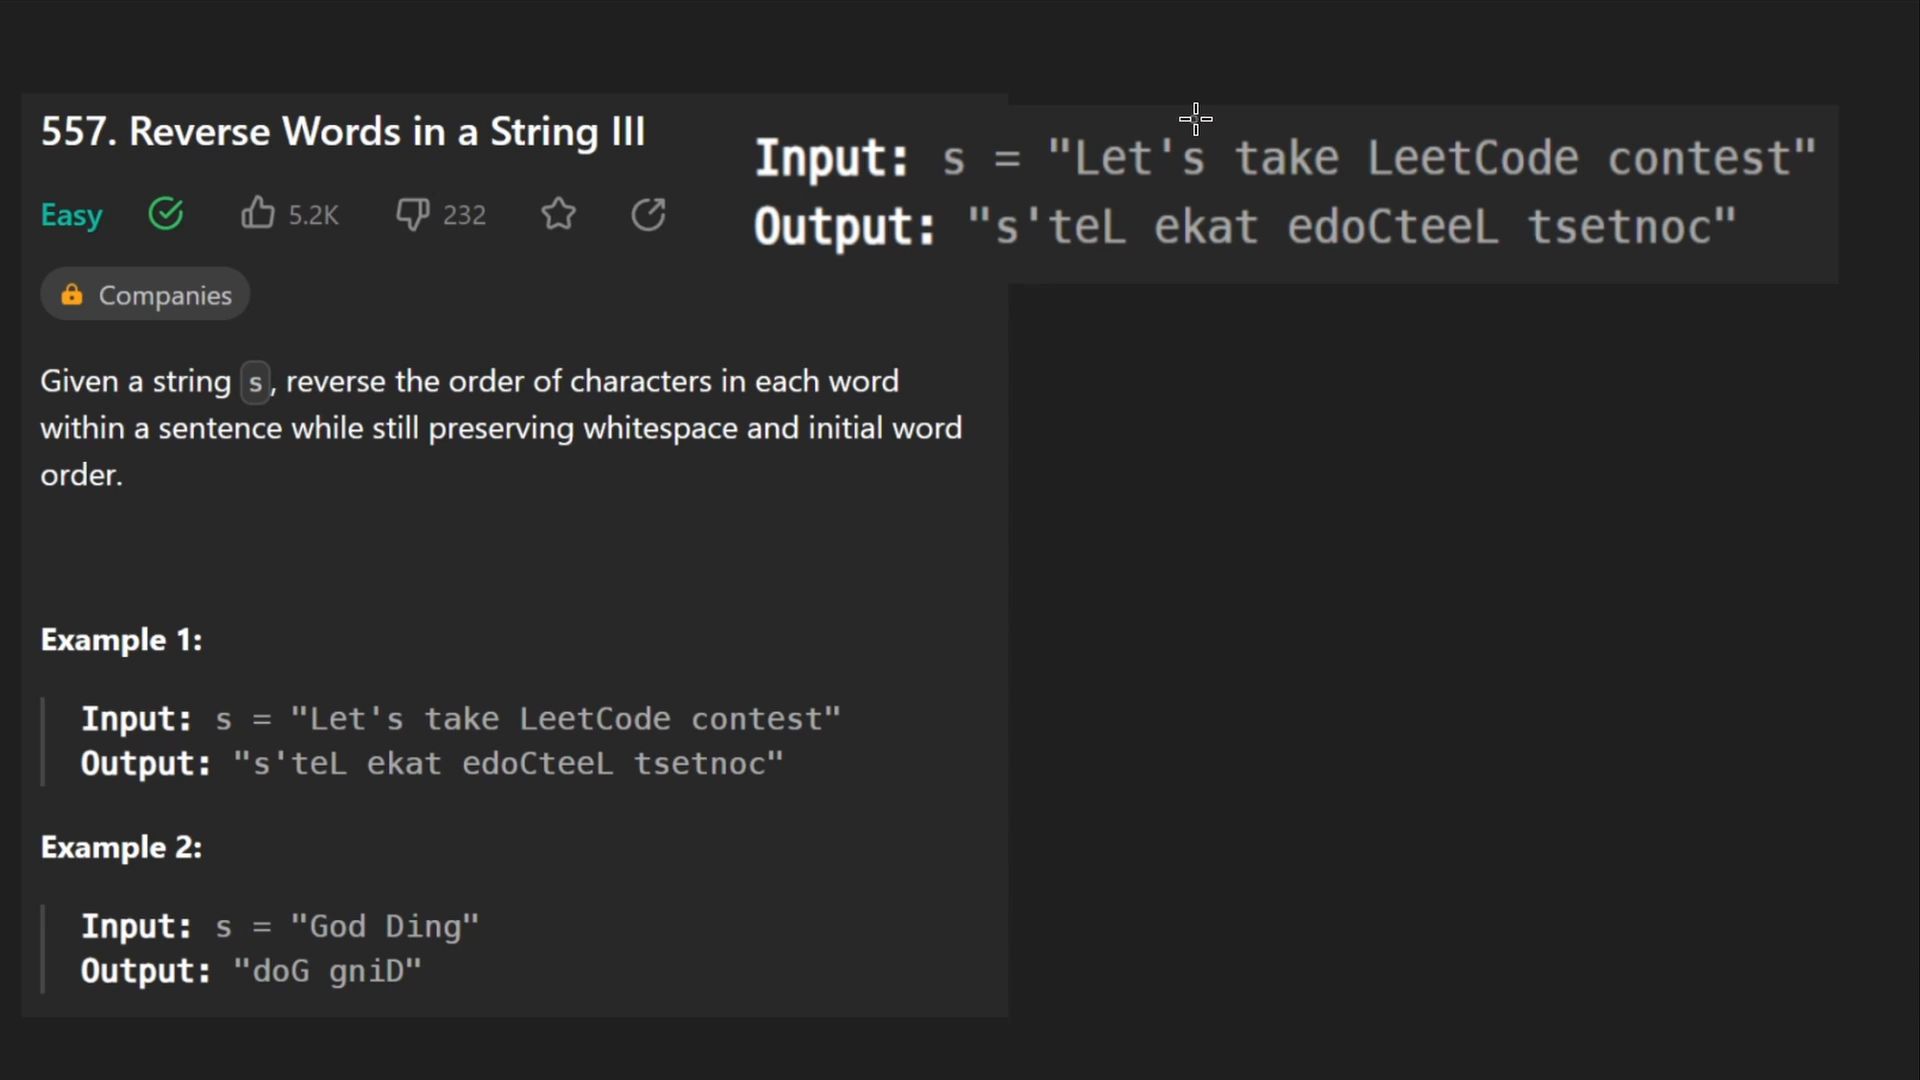 557. Reverse Words in a String III
Easy 5.2K 232
Companies
Given a string s, reverse the order of characters in each word
within a sentence while still preserving whitespace and initial word
order.
Example 1:
Input: s = "Let's take LeetCode contest"
Output: "s'teL ekat edoCteeL tsetnoc"
Example 2:
Input: s = "God Ding"
Output: "doG gniD"
Input: s = "Let's take LeetCode contest"
Output: "s'teL ekat edoCteeL tsetnoc"